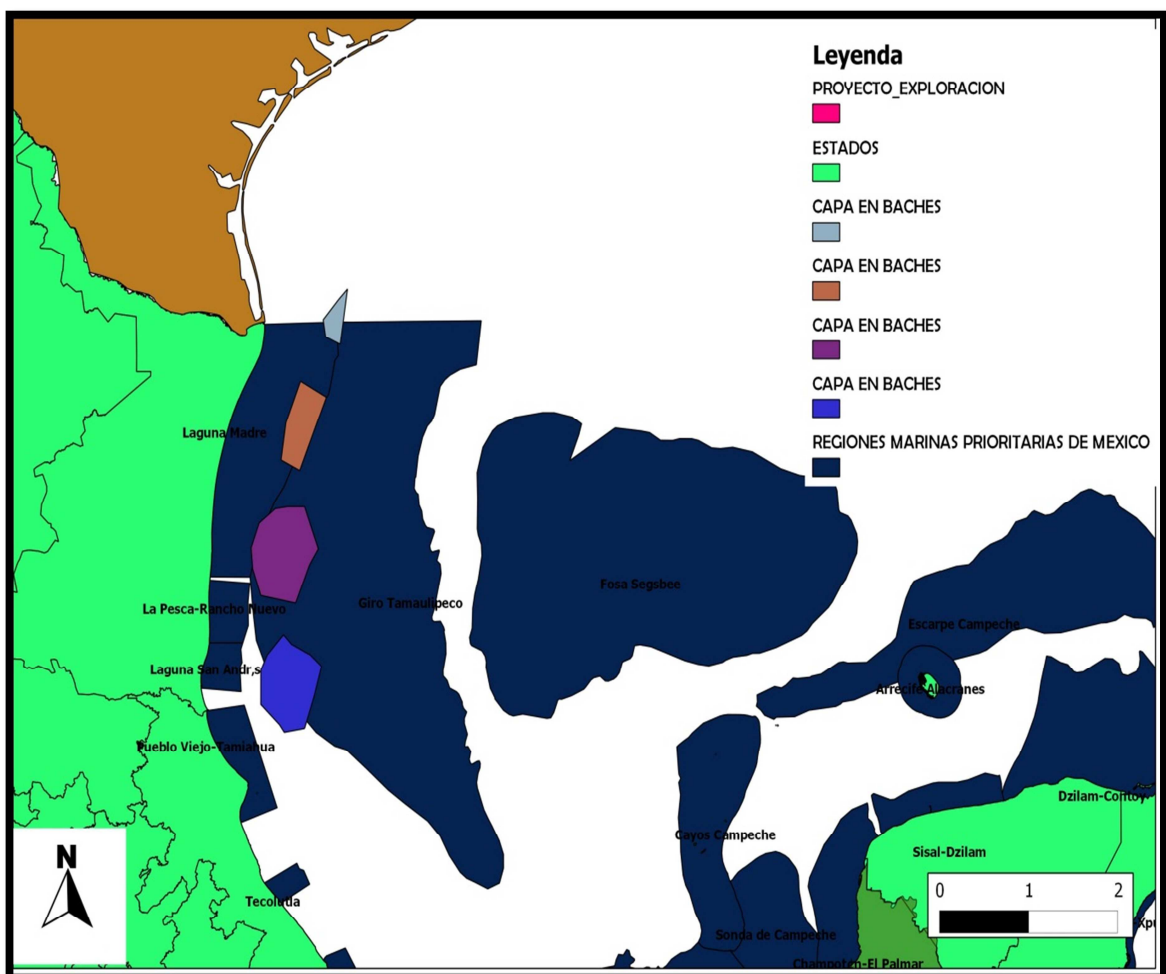 Leyenda
PROYECTO_EXPLORACION
ESTADOS
CAPA EN BACHES
CAPA EN BACHES
CAPA EN BACHES
CAPA EN BACHES
REGIONES MARINAS PRIORITARIAS DE MEXICO
Laguna Madre
La Pesca-Rancho Nuevo
Giro Tamaulipeco
Fosa Segsbee
Escarpe Campeche
Laguna San Andr,s
Arrecife Alacranes
Pueblo Viejo-Tamiahua
Dzilam-Contoy
Cayos Campeche
Sisal-Dzilam
N
0 1 2
Tecolutla
Sonda de Campeche
Champotón-El Palmar